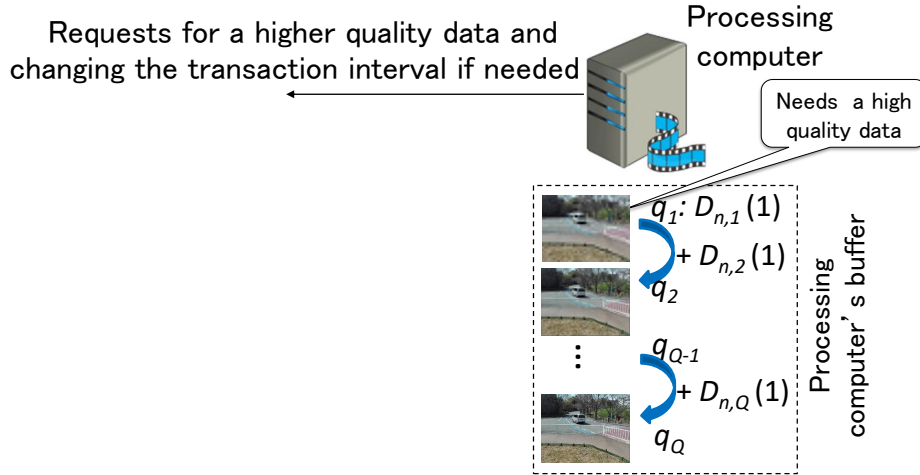 Processing
computer
Requests for a higher quality data and
changing the transaction interval if needed
Needs a high
quality data
q1: Dn,1(1)
+ Dn,2(1)
q2
⋮
qQ-1
+ Dn,Q(1)
qQ
Processing
computer's buffer